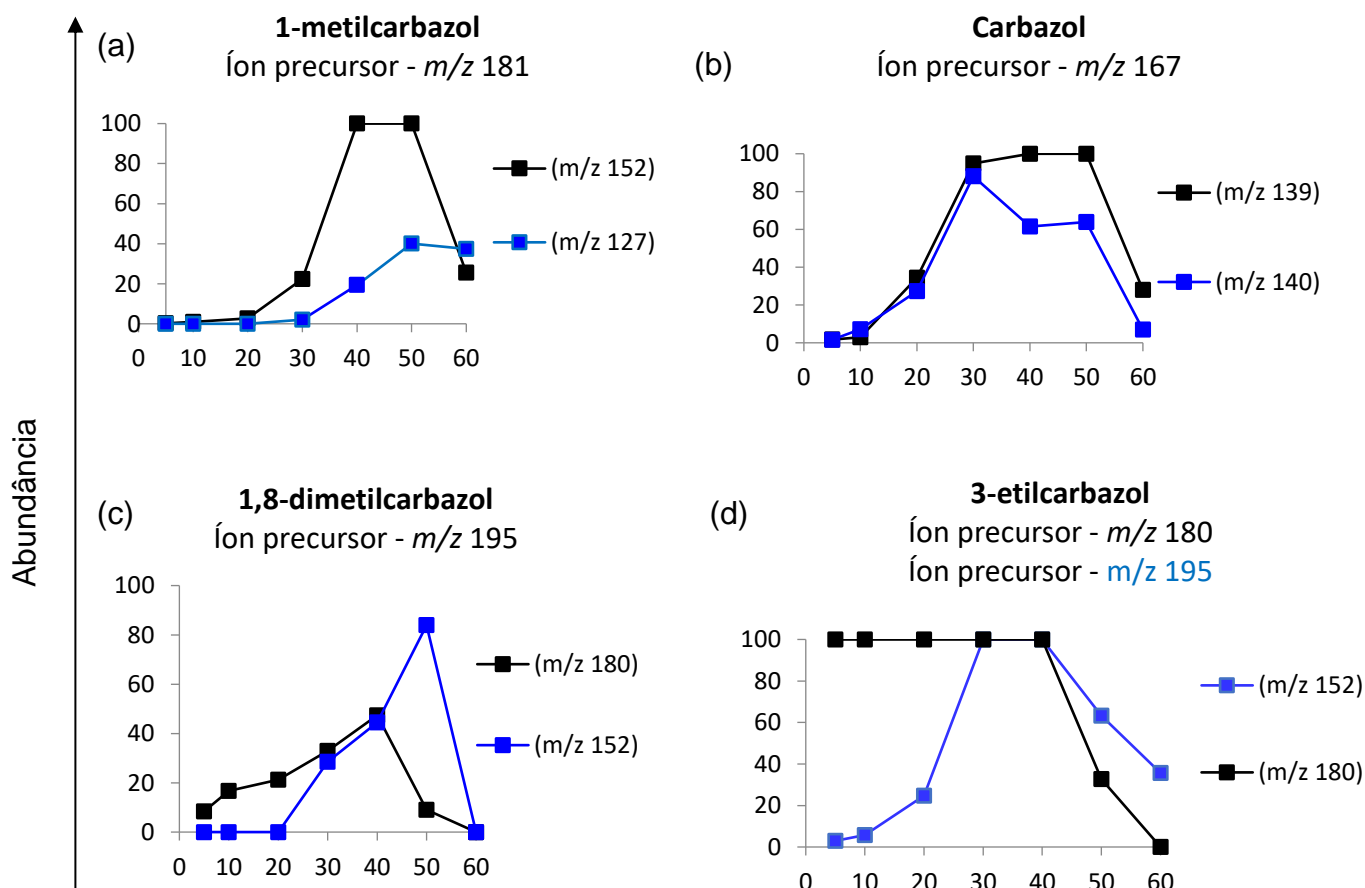 Abundância
(a)
1-metilcarbazol
Íon precursor - m/z 181
100
80
60
40
20
0
0 10 20 30 40 50 60
(m/z 152)
(m/z 127)
(b)
Carbazol
Íon precursor - m/z 167
100
80
60
40
20
0
0 10 20 30 40 50 60
(m/z 139)
(m/z 140)
(c)
1,8-dimetilcarbazol
Íon precursor - m/z 195
100
80
60
40
20
0
0 10 20 30 40 50 60
(m/z 180)
(m/z 152)
(d)
3-etilcarbazol
Íon precursor - m/z 180
Íon precursor - m/z 195
100
80
60
40
20
0
0 10 20 30 40 50 60
(m/z 152)
(m/z 180)